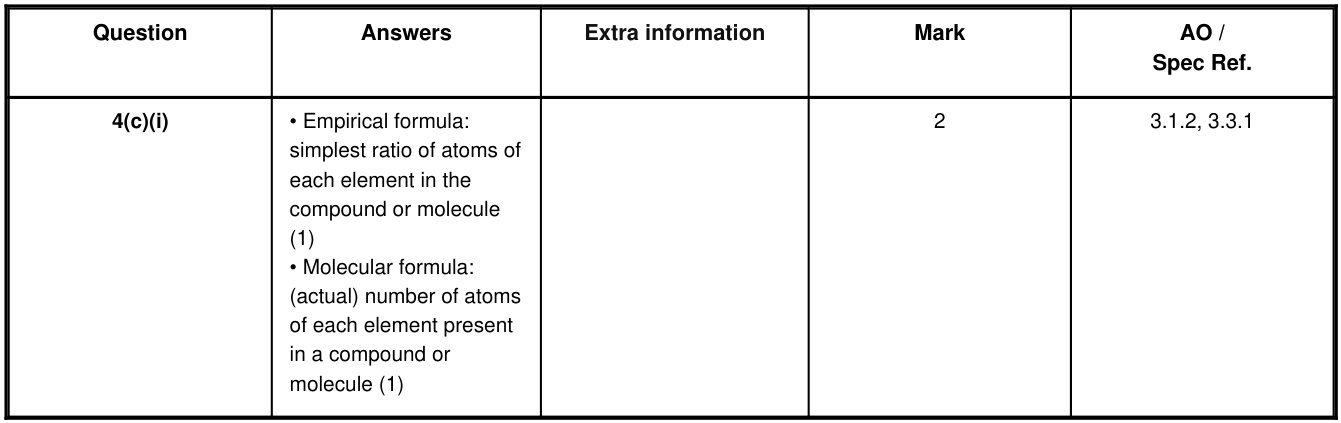 Question
Answers
Extra information
Mark
AO /
Spec Ref.
4(c)(i)
• Empirical formula:
simplest ratio of atoms of
each element in the
compound or molecule
(1)
• Molecular formula:
(actual) number of atoms
of each element present
in a compound or
molecule (1)
2
3.1.2, 3.3.1